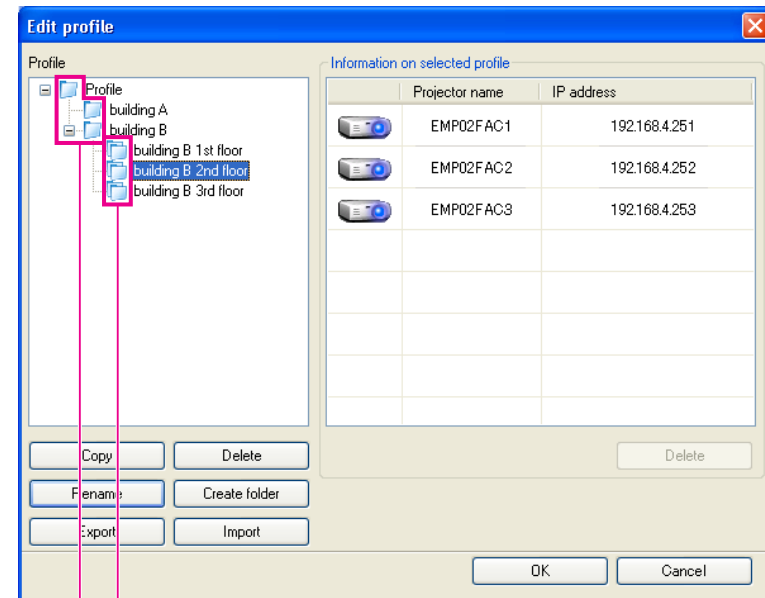 Edit profile
Profile
Information on selected profile
Profile
building A
building B
building B 1st floor
building B 2nd floor
building B 3rd floor
Projector name IP address
EMP02FAC1 192.168.4.251
EMP02FAC2 192.168.4.252
EMP02FAC3 192.168.4.253
Copy Delete
Rename Create folder
Export Import
Delete
OK Cancel